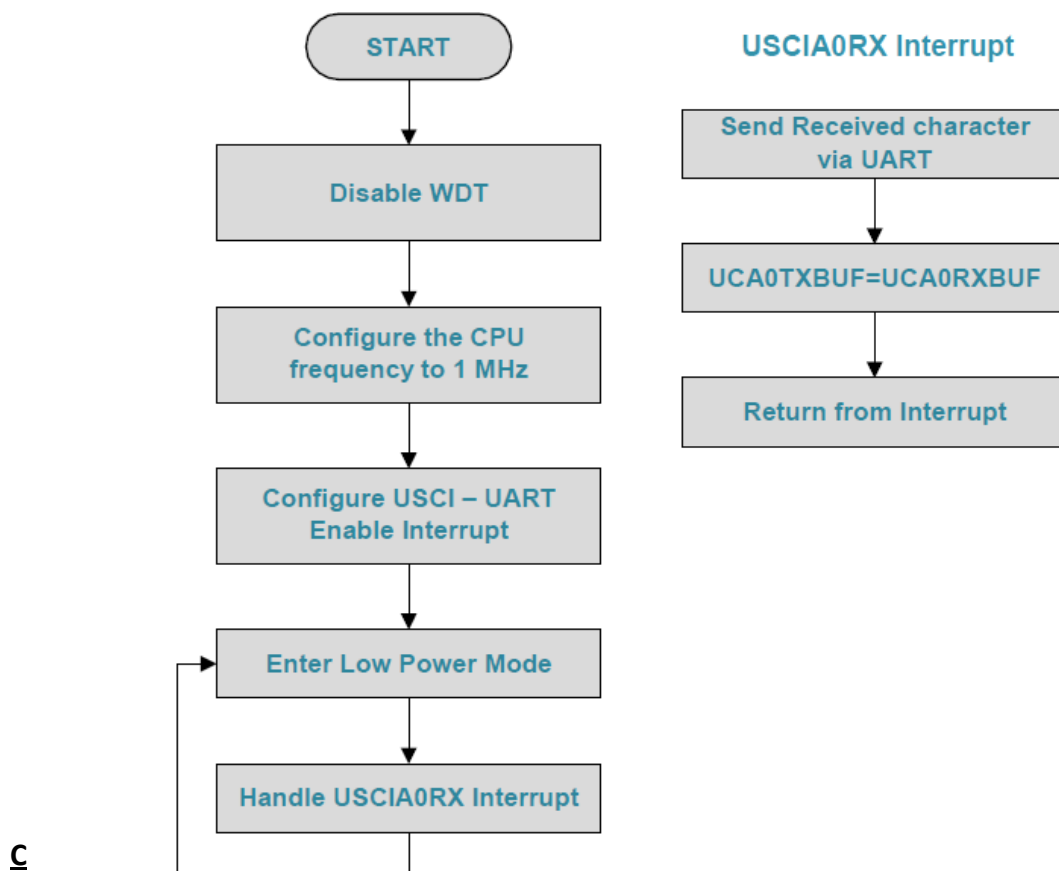 START
Disable WDT
Configure the CPU
frequency to 1 MHz
Configure USCI – UART
Enable Interrupt
Enter Low Power Mode
Handle USCIA0RX Interrupt
USCIA0RX Interrupt
Send Received character
via UART
UCA0TXBUF=UCA0RXBUF
Return from Interrupt
C